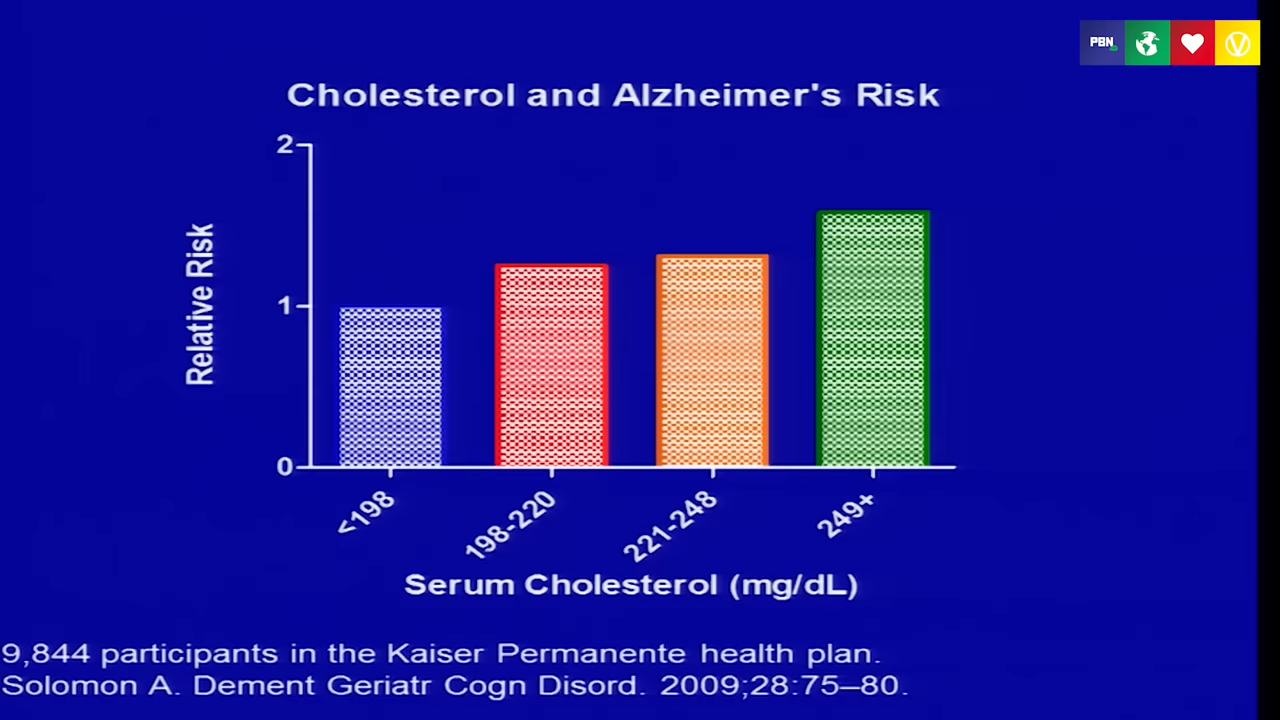 PBN
Cholesterol and Alzheimer's Risk
2
1
0
Relative Risk
<198
198-220
221-248
249+
Serum Cholesterol (mg/dL)
9,844 participants in the Kaiser Permanente health plan.
Solomon A. Dement Geriatr Cogn Disord. 2009;28:75–80.